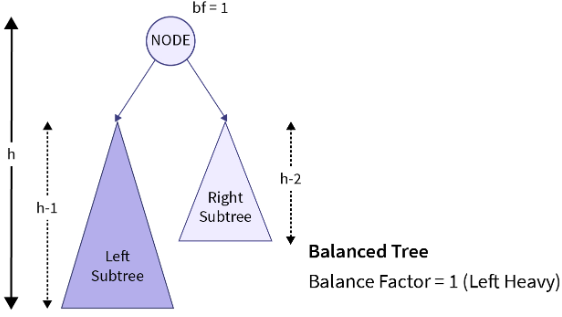 bf = 1
NODE
h
h-1
h-2
Right
Subtree
Left
Subtree
Balanced Tree
Balance Factor = 1 (Left Heavy)